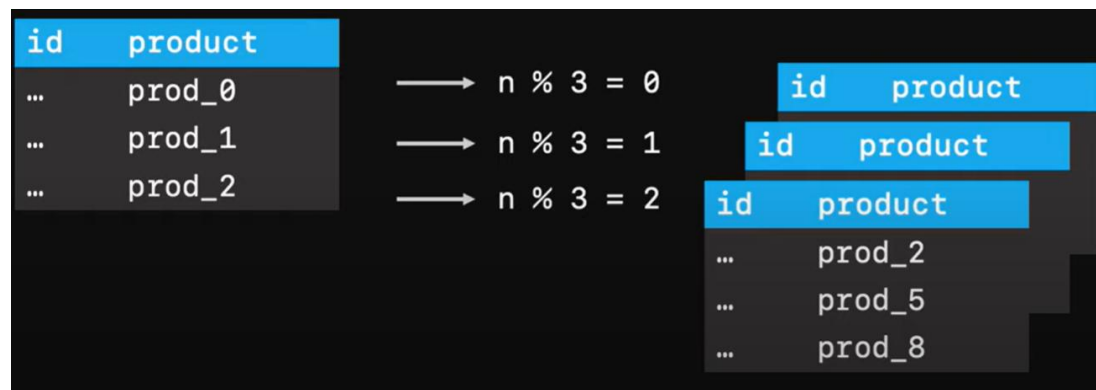 id product
… prod_0
… prod_1
… prod_2
n % 3 = 0
n % 3 = 1
n % 3 = 2
id product
id product
id product
… prod_2
… prod_5
… prod_8